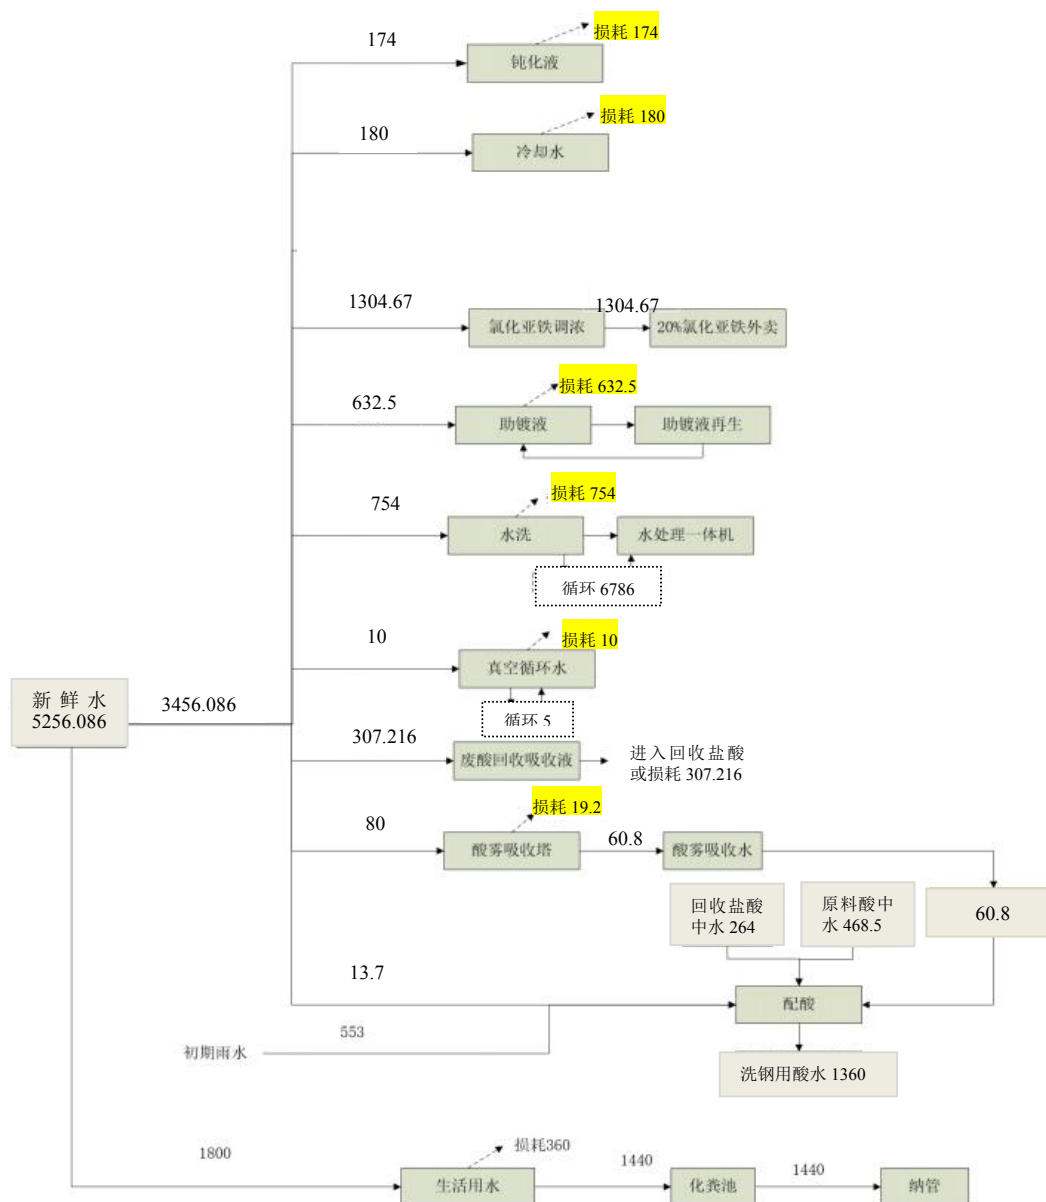 174
损耗 174
钝化液
180
损耗 180
冷却水
1304.67
1304.67
氯化亚铁调浓
20%氯化亚铁外卖
632.5
损耗 632.5
助镀液
助镀液再生
754
损耗 754
水洗
水处理一体机
循环 6786
10
损耗 10
真空循环水
循环 5
新鲜水
5256.086
3456.086
307.216
废酸回收吸收液
进入回收盐酸
或损耗 307.216
80
损耗 19.2
酸雾吸收塔
60.8
酸雾吸收水
回收盐酸
中水 264
原料酸中
水 468.5
60.8
13.7
配酸
553
初期雨水
洗钢用酸水 1360
1800
损耗360
生活用水
1440
化粪池
1440
纳管